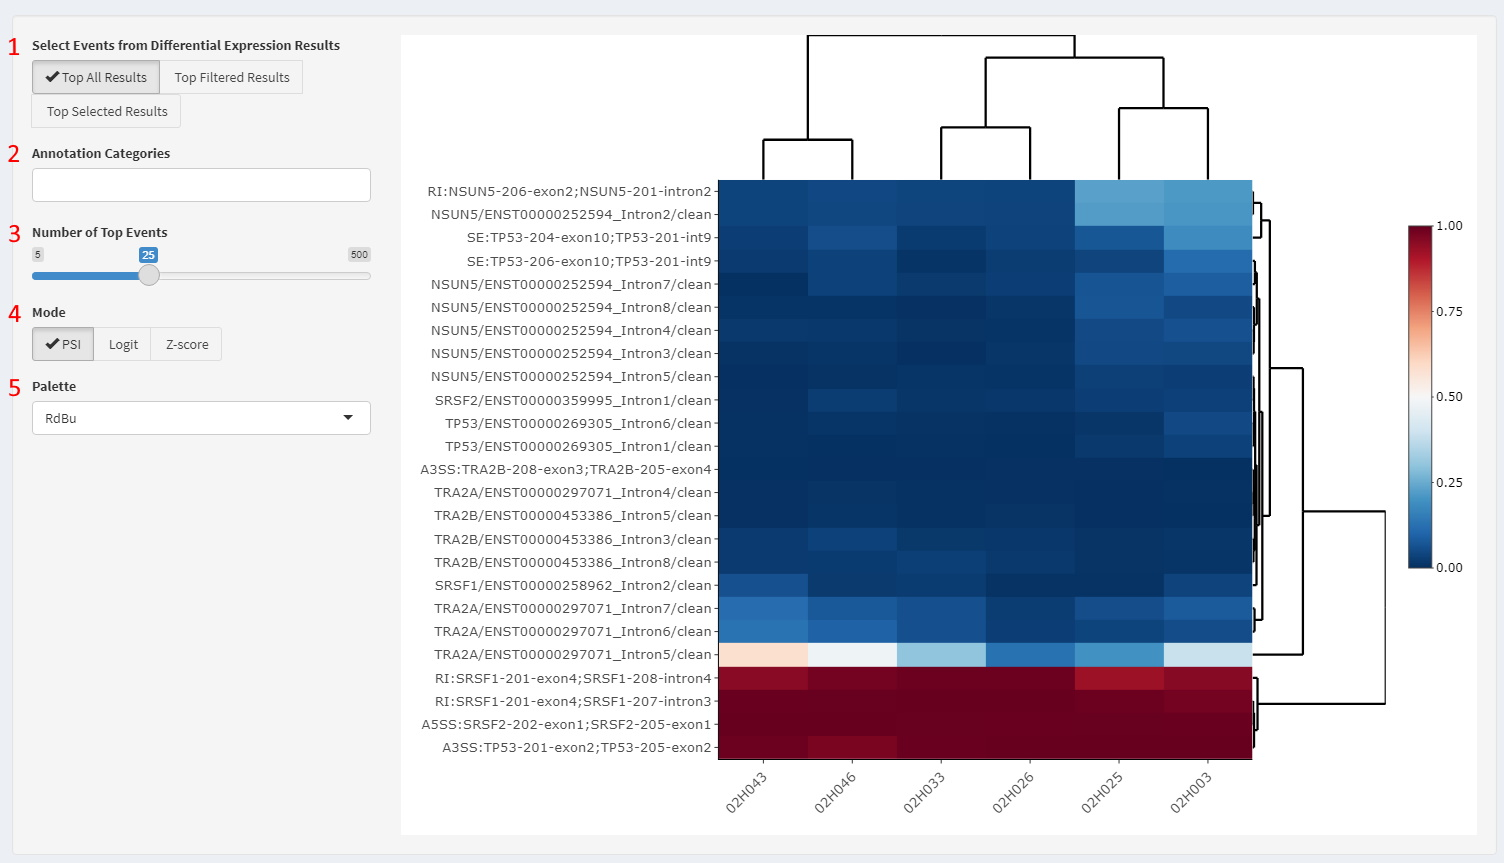 1 Select Events from Differential Expression Results
Top All Results Top Filtered Results
Top Selected Results
2 Annotation Categories
3 Number of Top Events
5 25 500
4 Mode
PSI Logit Z-score
5 Palette
RdBu
RI:NSUN5-206-exon2;NSUN5-201-intron2
NSUN5/ENST00000252594_Intron2/clean
SE:TP53-204-exon10;TP53-201-int9
SE:TP53-206-exon10;TP53-201-int9
NSUN5/ENST00000252594_Intron7/clean
NSUN5/ENST00000252594_Intron8/clean
NSUN5/ENST00000252594_Intron4/clean
NSUN5/ENST00000252594_Intron3/clean
NSUN5/ENST00000252594_Intron5/clean
SRSF2/ENST00000359995_Intron1/clean
TP53/ENST00000269305_Intron6/clean
TP53/ENST00000269305_Intron1/clean
A3SS:TRA2B-208-exon3;TRA2B-205-exon4
TRA2A/ENST00000297071_Intron4/clean
TRA2B/ENST00000453386_Intron5/clean
TRA2B/ENST00000453386_Intron3/clean
TRA2B/ENST00000453386_Intron8/clean
SRSF1/ENST00000258962_Intron2/clean
TRA2A/ENST00000297071_Intron7/clean
TRA2A/ENST00000297071_Intron6/clean
TRA2A/ENST00000297071_Intron5/clean
RI:SRSF1-201-exon4;SRSF1-208-intron4
RI:SRSF1-201-exon4;SRSF1-207-intron3
A5SS:SRSF2-202-exon1;SRSF2-205-exon1
A3SS:TP53-201-exon2;TP53-205-exon2
02H043 02H046 02H033 02H026 02H025 02H003
1.00
0.75
0.50
0.25
0.00